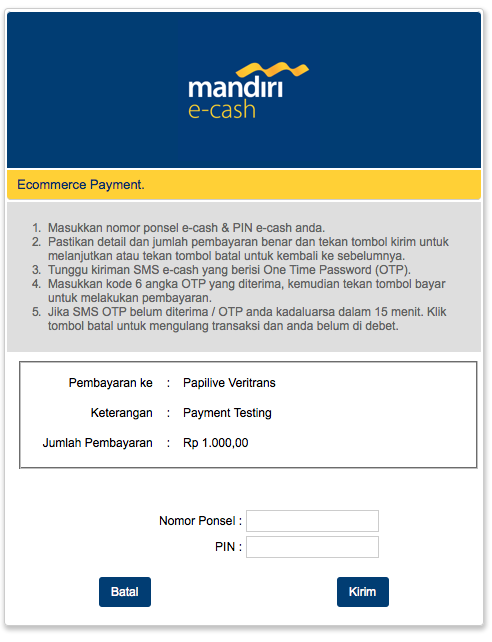 mandiri
e-cash
Ecommerce Payment.
1. Masukkan nomor ponsel e-cash & PIN e-cash anda.
2. Pastikan detail dan jumlah pembayaran benar dan tekan tombol kirim untuk
melanjutkan atau tekan tombol batal untuk kembali ke sebelumnya.
3. Tunggu kiriman SMS e-cash yang berisi One Time Password (OTP).
4. Masukkan kode 6 angka OTP yang diterima, kemudian tekan tombol bayar
untuk melakukan pembayaran.
5. Jika SMS OTP belum diterima / OTP anda kadaluarsa dalam 15 menit. Klik
tombol batal untuk mengulang transaksi dan anda belum di debet.
Pembayaran ke : Papilive Veritrans
Keterangan : Payment Testing
Jumlah Pembayaran : Rp 1.000,00
Nomor Ponsel :
PIN :
Batal Kirim